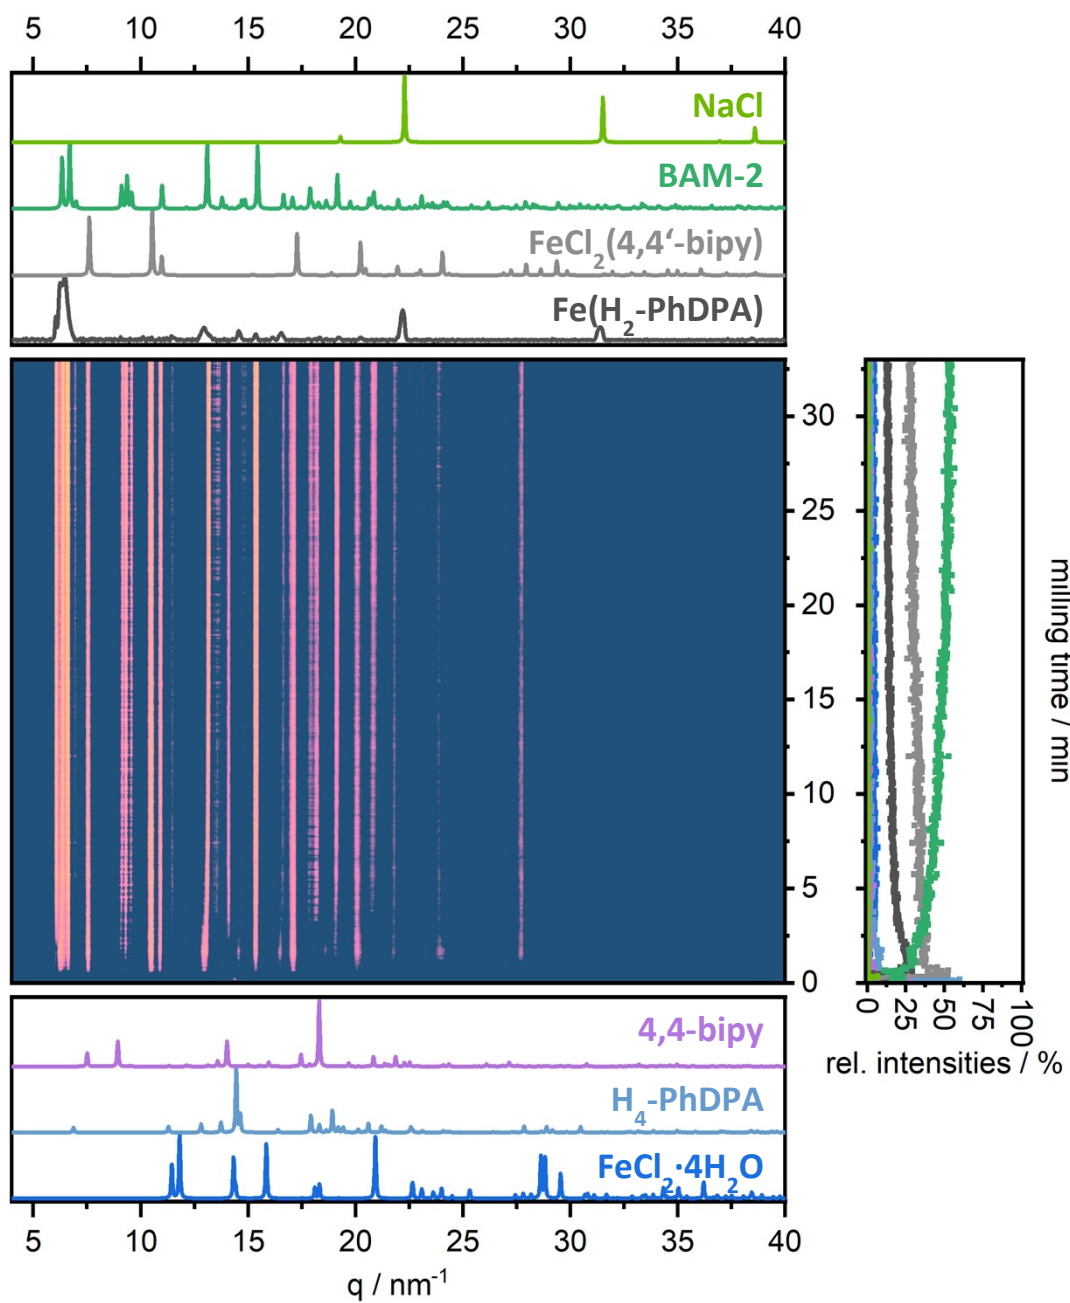 5 10 15 20 25 30 35 40
NaCl
BAM-2
FeCl₂(4,4‘-bipy)
Fe(H₂-PhDPA)
30
25
20
15
10
5
0
milling time / min
0 25 50 75 100
rel. intensities / %
4,4-bipy
H₄-PhDPA
FeCl₂·4H₂O
5 10 15 20 25 30 35 40
q / nm⁻¹